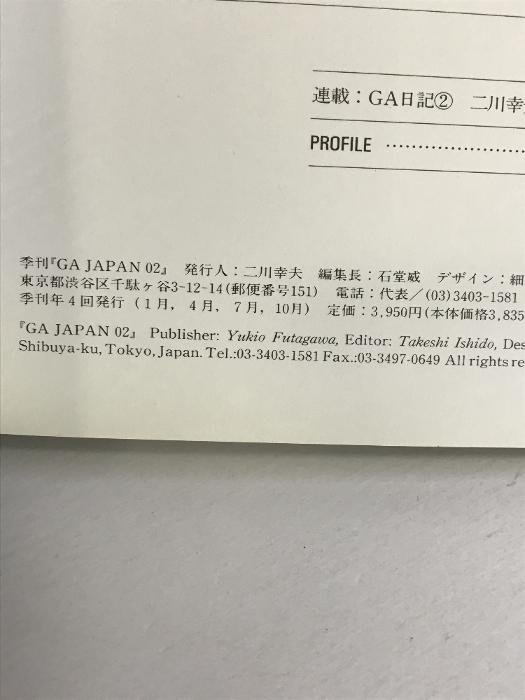 連載：GA日記② 二川幸
PROFILE ……………………
季刊『GA JAPAN 02』 発行人：二川幸夫 編集長：石堂威 デザイン：細
東京都渋谷区千駄ヶ谷3-12-14(郵便番号151) 電話：代表／(03)3403-1581
季刊年4回発行（1月，4月，7月，10月） 定価：3,950円(本体価格3,835
『GA JAPAN 02』 Publisher: Yukio Futagawa, Editor: Takeshi Ishido, Des
Shibuya-ku, Tokyo, Japan. Tel.:03-3403-1581 Fax.:03-3497-0649 All rights re